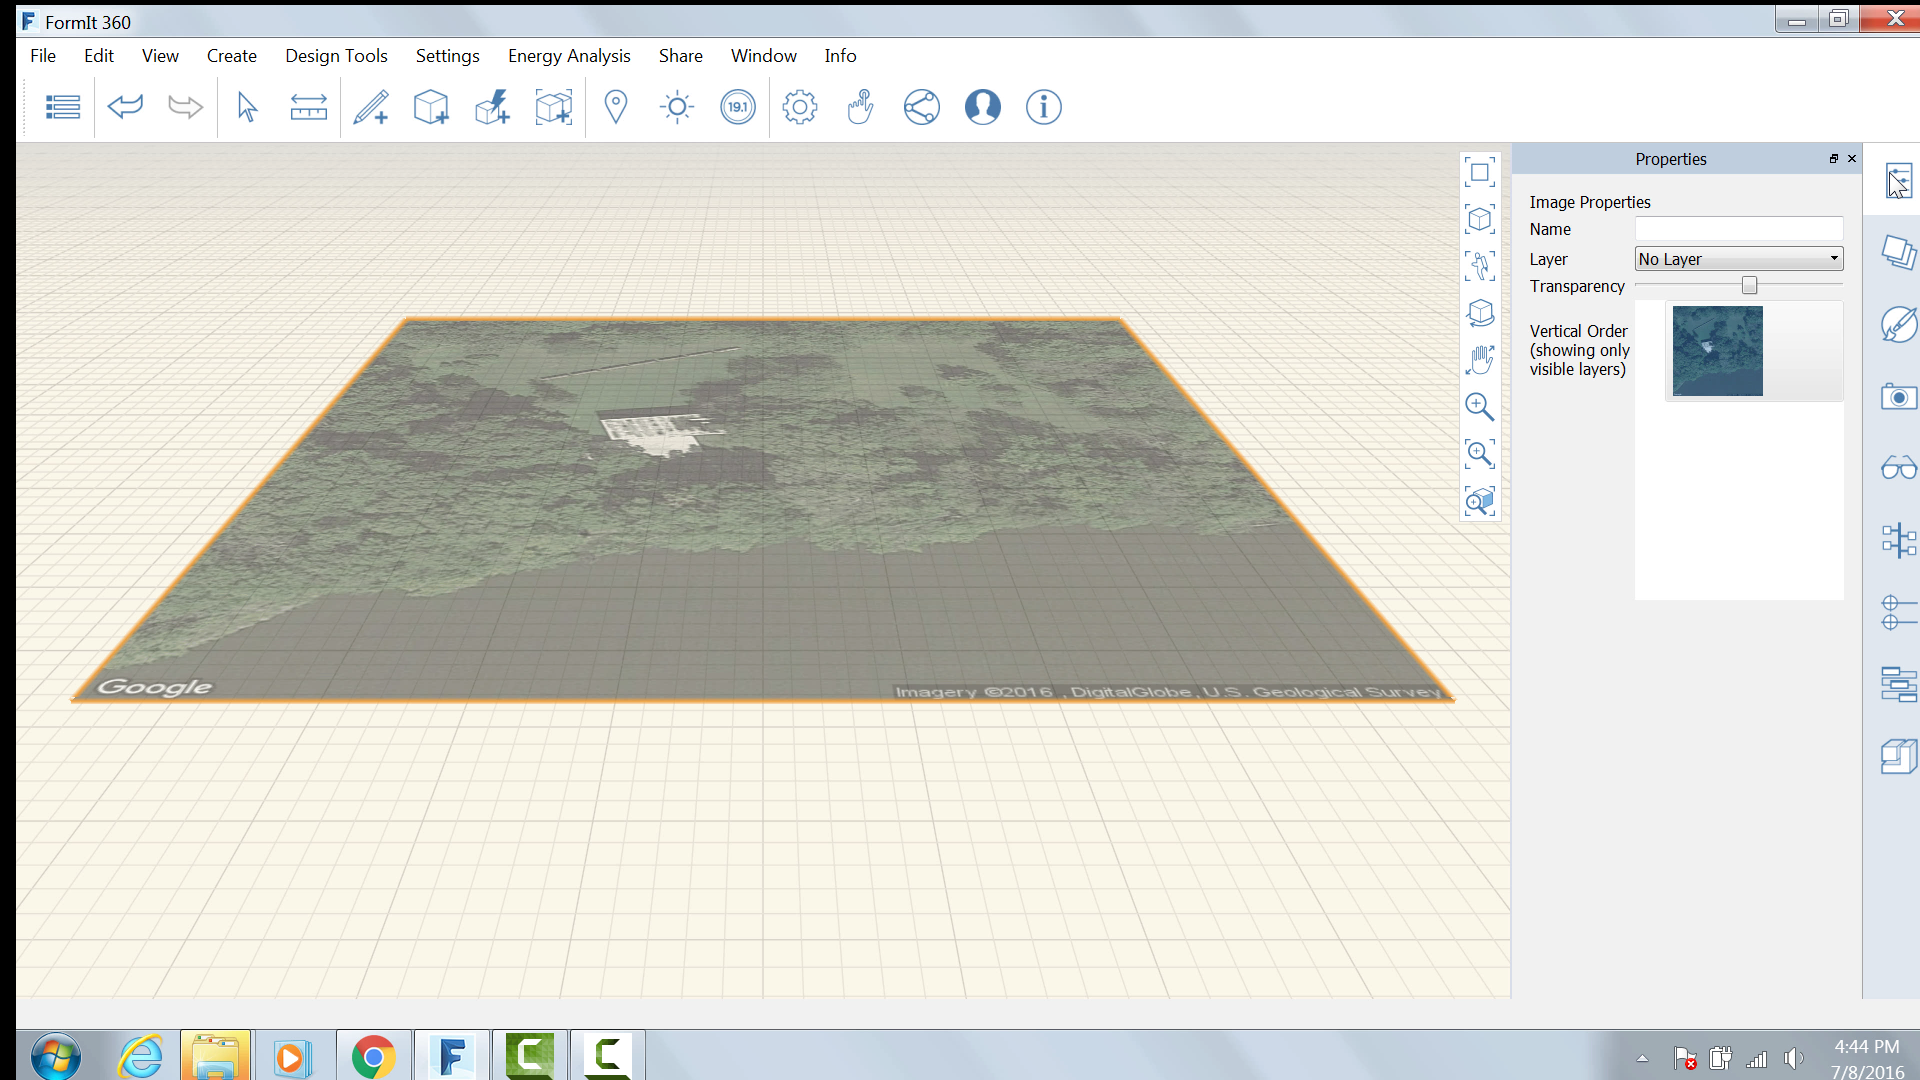 FormIt 360
File Edit View Create Design Tools Settings Energy Analysis Share Window Info
19.1
Properties
Image Properties
Name
Layer No Layer
Transparency
Vertical Order
(showing only
visible layers)
Google
Imagery ©2016 , DigitalGlobe, U.S. Geological Survey
4:44 PM
7/8/2016